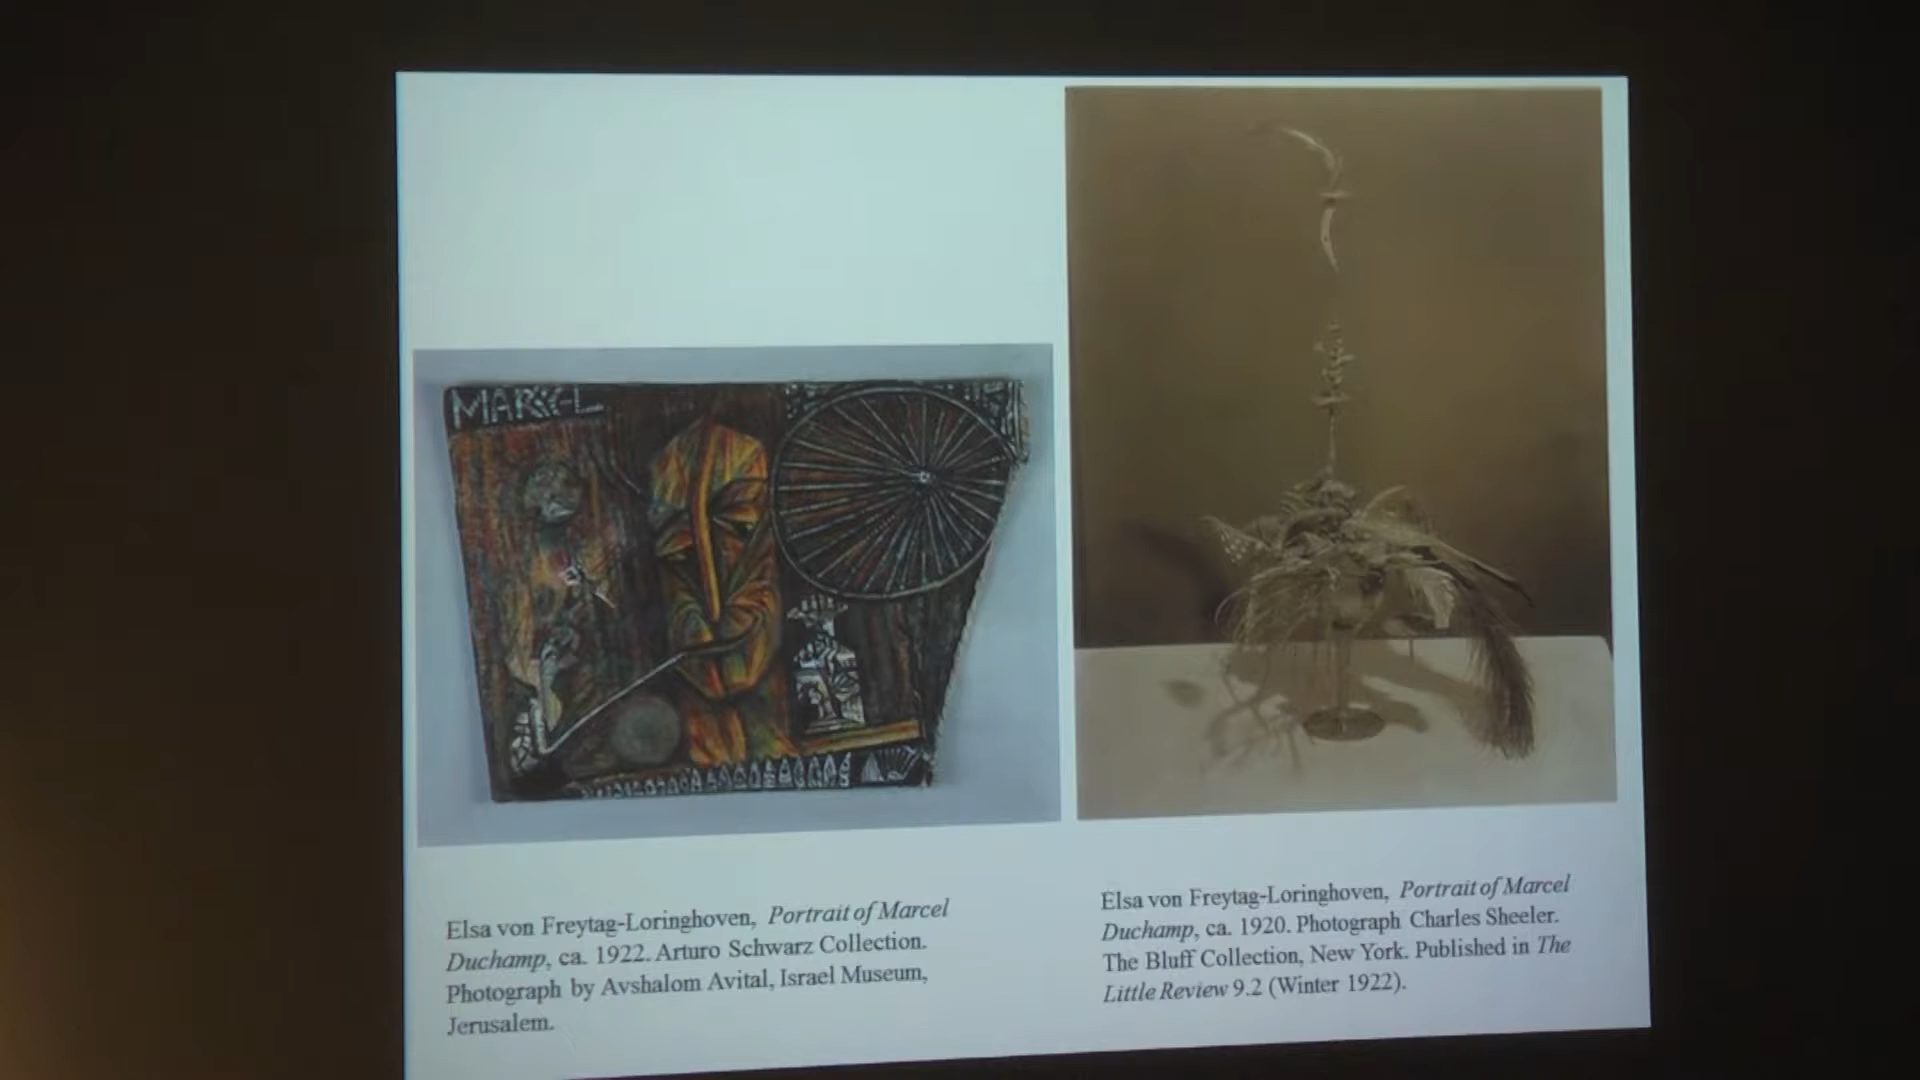 MARCEL
Elsa von Freytag-Loringhoven, Portrait of Marcel
Duchamp, ca. 1922. Arturo Schwarz Collection.
Photograph by Avshalom Avital, Israel Museum,
Jerusalem.
Elsa von Freytag-Loringhoven, Portrait of Marcel
Duchamp, ca. 1920. Photograph Charles Sheeler.
The Bluff Collection, New York. Published in The
Little Review 9.2 (Winter 1922).